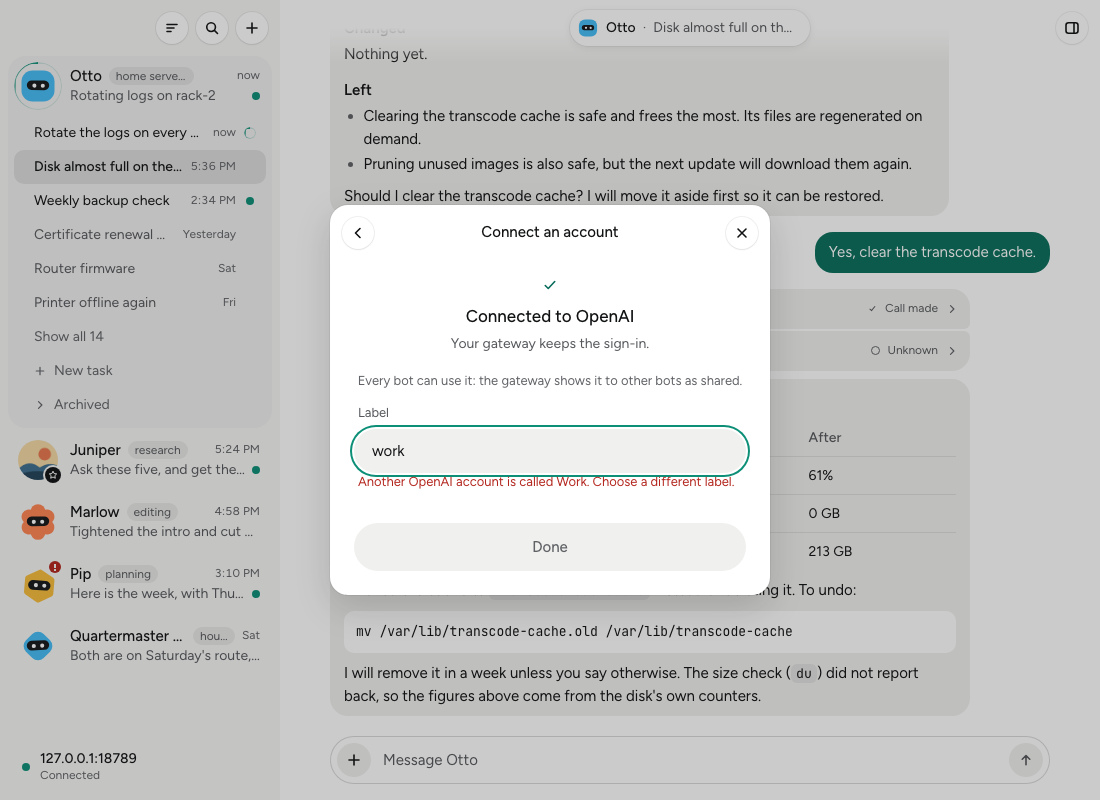 Otto · Disk almost full on th...
Otto home serve... now
Rotating logs on rack-2
Rotate the logs on every ... now
Disk almost full on the... 5:36 PM
Weekly backup check 2:34 PM
Certificate renewal ... Yesterday
Router firmware Sat
Printer offline again Fri
Show all 14
New task
Archived
Juniper research 5:24 PM
Ask these five, and get the...
Marlow editing 4:58 PM
Tightened the intro and cut ...
Pip planning 3:10 PM
Here is the week, with Thu...
Quartermaster ... hou... Sat
Both are on Saturday's route,...
127.0.0.1:18789
Connected
Changed
Nothing yet.
Left
Clearing the transcode cache is safe and frees the most. Its files are regenerated on
demand.
Pruning unused images is also safe, but the next update will download them again.
Should I clear the transcode cache? I will move it aside first so it can be restored.
Yes, clear the transcode cache.
Call made
Unknown
After
61%
0 GB
213 GB
Connect an account
Connected to OpenAI
Your gateway keeps the sign-in.
Every bot can use it: the gateway shows it to other bots as shared.
Label
work
Another OpenAI account is called Work. Choose a different label.
Done
it. To undo:
mv /var/lib/transcode-cache.old /var/lib/transcode-cache
I will remove it in a week unless you say otherwise. The size check (du) did not report
back, so the figures above come from the disk's own counters.
Message Otto